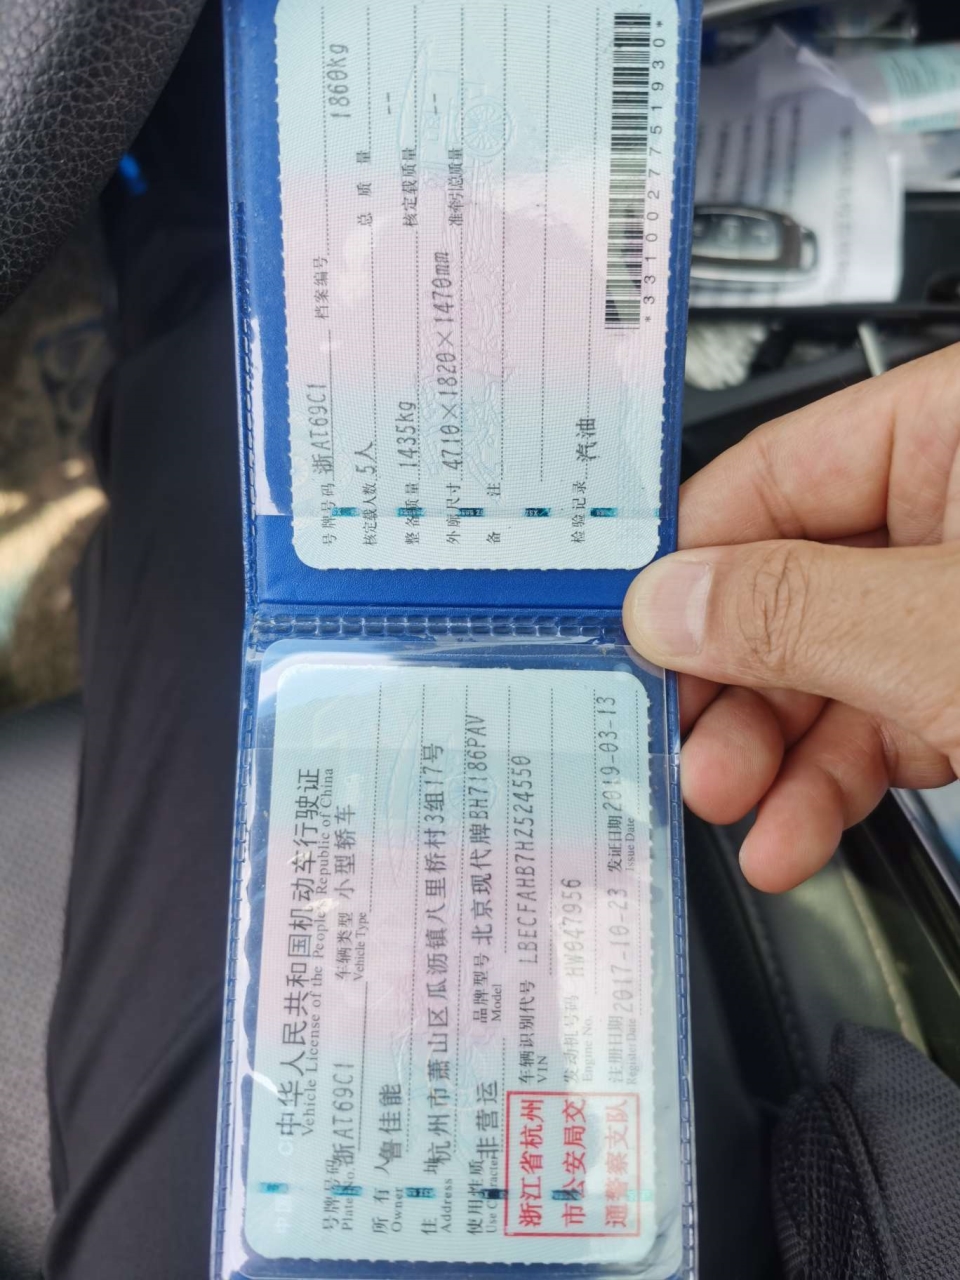 中华人民共和国机动车行驶证
Vehicle License of the People's Republic of China
号牌号码 浙AT69C1 车辆类型 小型轿车
Plate No. Vehicle Type
所有人 鲁佳能
Owner
住址 杭州市萧山区瓜沥镇八里桥村3组17号
Address
使用性质 非营运 品牌型号 北京现代牌BH7186PAV
Use Character Model
浙江省杭州
市公安局交
通警察支队
车辆识别代号 LBECFAHB7HZ524550
VIN
发动机号码 HW047956
Engine No.
注册日期 2017-10-23 发证日期 2019-03-13
Register Date Issue Date
号牌号码 浙AT69C1 档案编号
核定载人数 5人 总质量 1860kg
整备质量 1435kg 核定载质量 --
外廓尺寸 4710×1820×1470mm 准牵引总质量 --
备注
检验记录 汽油
*3310027751930*